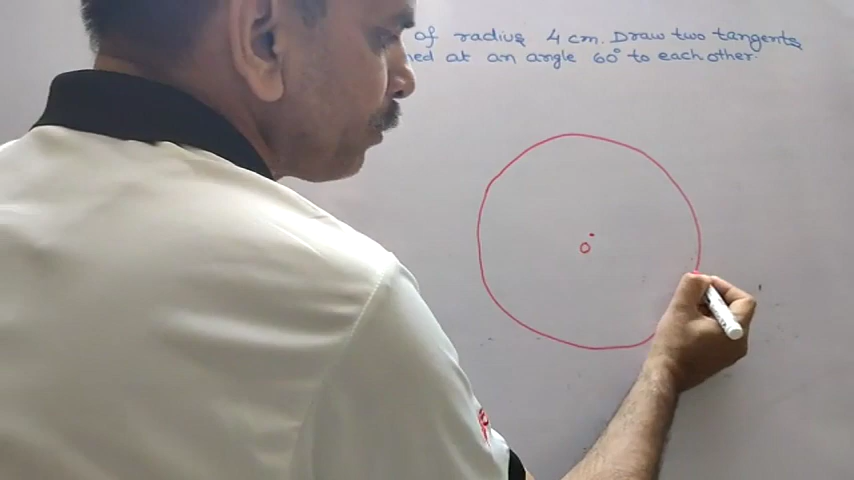 of radius 4 cm. Draw two tangents
ned at an angle 60° to each other.
O